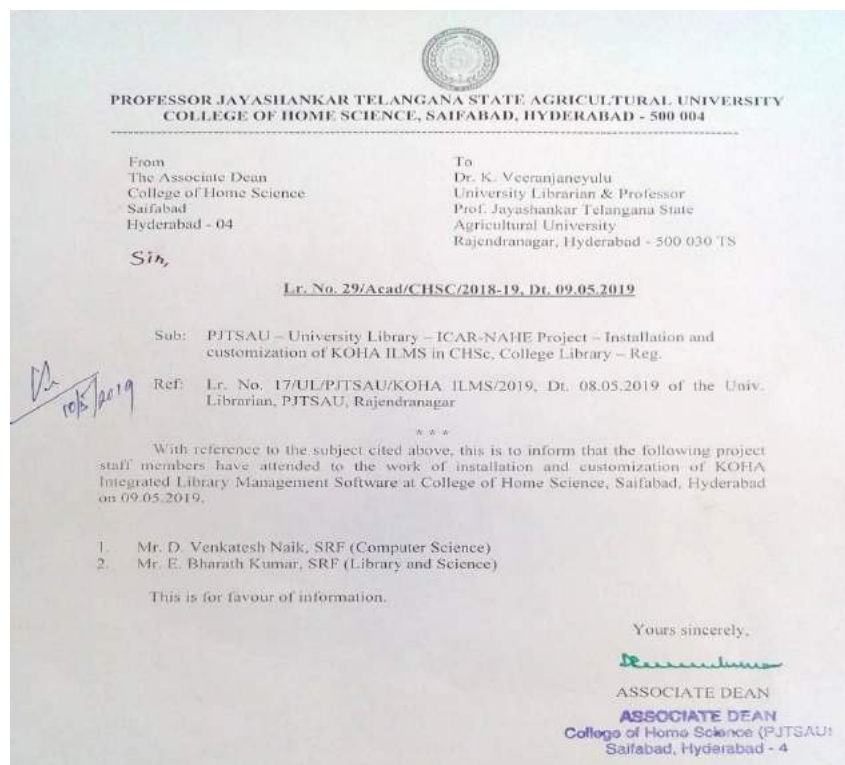 PROFESSOR JAYASHANKAR TELANGANA STATE AGRICULTURAL UNIVERSITY
COLLEGE OF HOME SCIENCE, SAIFABAD, HYDERABAD - 500 004
From
The Associate Dean
College of Home Science
Saifabad
Hyderabad - 04
To
Dr. K. Veeranjaneyulu
University Librarian & Professor
Prof. Jayashankar Telangana State
Agricultural University
Rajendranagar, Hyderabad - 500 030 TS
Sir,
Lr. No. 29/Acad/CHSC/2018-19, Dt. 09.05.2019
Sub: PJTSAU – University Library – ICAR-NAHE Project – Installation and
customization of KOHA ILMS in CHSc, College Library – Reg.
Ref: Lr. No. 17/UL/PJTSAU/KOHA ILMS/2019, Dt. 08.05.2019 of the Univ.
Librarian, PJTSAU, Rajendranagar
10/5/2019
* * *
With reference to the subject cited above, this is to inform that the following project
staff members have attended to the work of installation and customization of KOHA
Integrated Library Management Software at College of Home Science, Saifabad, Hyderabad
on 09.05.2019.
1. Mr. D. Venkatesh Naik, SRF (Computer Science)
2. Mr. E. Bharath Kumar, SRF (Library and Science)
This is for favour of information.
Yours sincerely,
ASSOCIATE DEAN
ASSOCIATE DEAN
College of Home Science (PJTSAU)
Saifabad, Hyderabad - 4